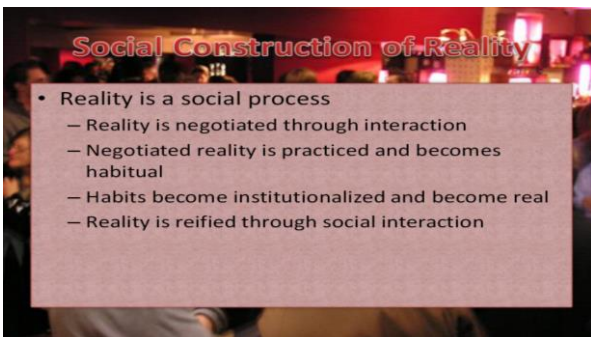 Social Construction of Reality
• Reality is a social process
– Reality is negotiated through interaction
– Negotiated reality is practiced and becomes
habitual
– Habits become institutionalized and become real
– Reality is reified through social interaction